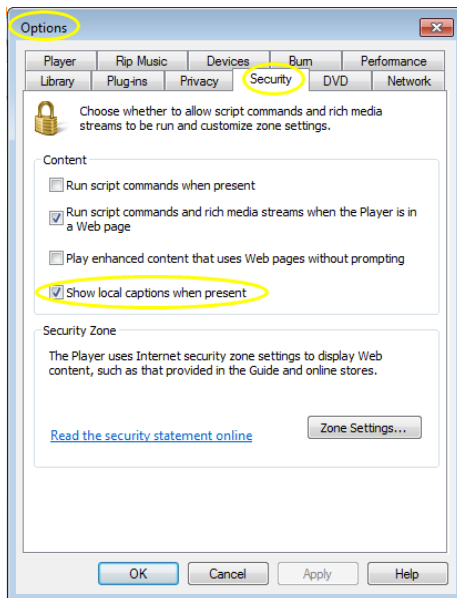 Options
Player Rip Music Devices Burn Performance
Library Plug-ins Privacy Security DVD Network
Choose whether to allow script commands and rich media
streams to be run and customize zone settings.
Content
Run script commands when present
Run script commands and rich media streams when the Player is in
a Web page
Play enhanced content that uses Web pages without prompting
Show local captions when present
Security Zone
The Player uses Internet security zone settings to display Web
content, such as that provided in the Guide and online stores.
Read the security statement online
Zone Settings...
OK Cancel Apply Help